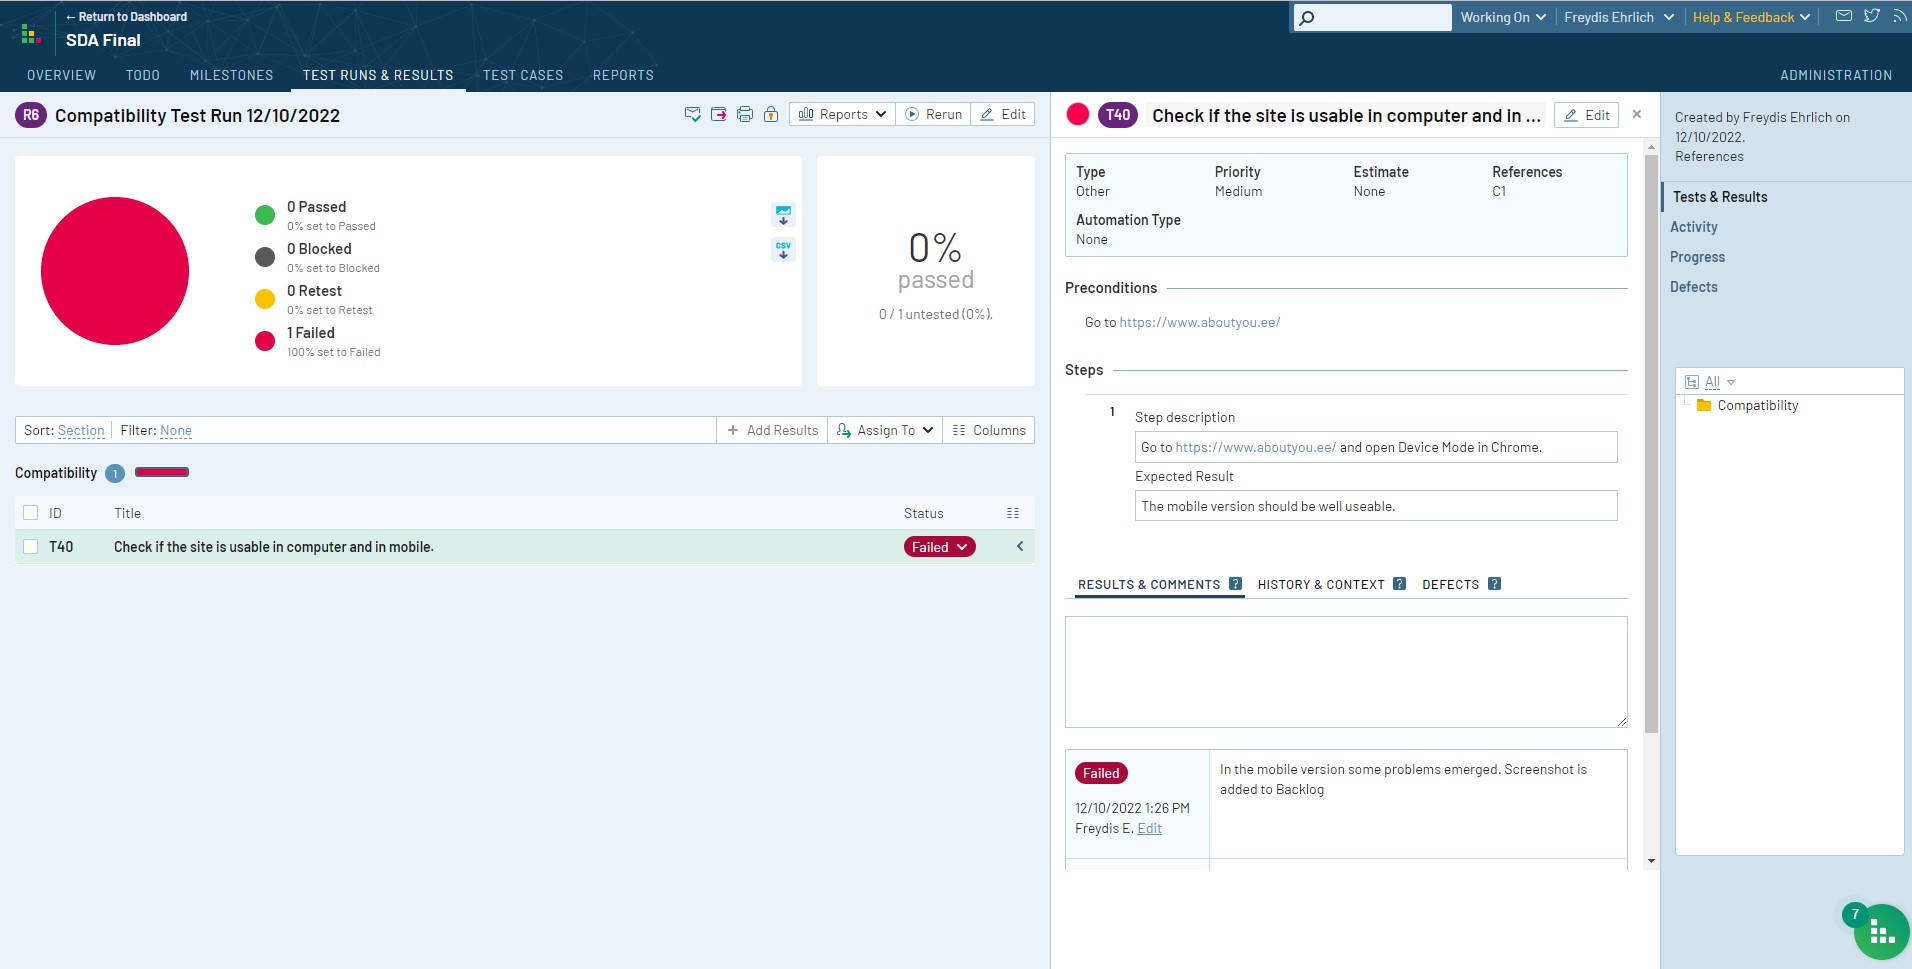 ← Return to Dashboard
SDA Final
Working On
Freydis Ehrlich
Help & Feedback
OVERVIEW
TODO
MILESTONES
TEST RUNS & RESULTS
TEST CASES
REPORTS
ADMINISTRATION
R6
Compatibility Test Run 12/10/2022
Reports
Rerun
Edit
0 Passed
0% set to Passed
0 Blocked
0% set to Blocked
0 Retest
0% set to Retest
1 Failed
100% set to Failed
CSV
0%
passed
0 / 1 untested (0%).
Sort: Section
Filter: None
Add Results
Assign To
Columns
Compatibility 1
ID
Title
Status
T40
Check if the site is usable in computer and in mobile.
Failed
T40
Check if the site is usable in computer and in ...
Edit
×
Type
Priority
Estimate
References
Other
Medium
None
C1
Automation Type
None
Preconditions
Go to https://www.aboutyou.ee/
Steps
1
Step description
Go to https://www.aboutyou.ee/ and open Device Mode in Chrome.
Expected Result
The mobile version should be well useable.
RESULTS & COMMENTS ?
HISTORY & CONTEXT ?
DEFECTS ?
Failed
12/10/2022 1:26 PM
Freydis E. Edit
In the mobile version some problems emerged. Screenshot is
added to Backlog
Created by Freydis Ehrlich on
12/10/2022.
References
Tests & Results
Activity
Progress
Defects
All
Compatibility
7